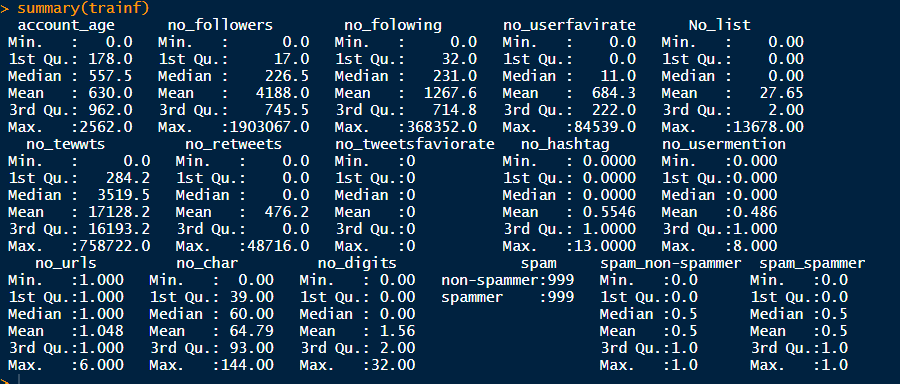 > summary(trainf)
account_age no_followers no_folowing no_userfavirate No_list
Min. : 0.0 Min. : 0.0 Min. : 0.0 Min. : 0.0 Min. : 0.00
1st Qu.: 178.0 1st Qu.: 17.0 1st Qu.: 32.0 1st Qu.: 0.0 1st Qu.: 0.00
Median : 557.5 Median : 226.5 Median : 231.0 Median : 11.0 Median : 0.00
Mean : 630.0 Mean : 4188.0 Mean : 1267.6 Mean : 684.3 Mean : 27.65
3rd Qu.: 962.0 3rd Qu.: 745.5 3rd Qu.: 714.8 3rd Qu.: 222.0 3rd Qu.: 2.00
Max. :2562.0 Max. :1903067.0 Max. :368352.0 Max. :84539.0 Max. :13678.00
no_tewwts no_retweets no_tweetsfaviorate no_hashtag no_usermention
Min. : 0.0 Min. : 0.0 Min. :0 Min. : 0.0000 Min. :0.000
1st Qu.: 284.2 1st Qu.: 0.0 1st Qu.:0 1st Qu.: 0.0000 1st Qu.:0.000
Median : 3519.5 Median : 0.0 Median :0 Median : 0.0000 Median :0.000
Mean : 17128.2 Mean : 476.2 Mean :0 Mean : 0.5546 Mean :0.486
3rd Qu.: 16193.2 3rd Qu.: 0.0 3rd Qu.:0 3rd Qu.: 1.0000 3rd Qu.:1.000
Max. :758722.0 Max. :48716.0 Max. :0 Max. :13.0000 Max. :8.000
no_urls no_char no_digits spam spam_non-spammer spam_spammer
Min. :1.000 Min. : 0.00 Min. : 0.00 non-spammer:999 Min. :0.0 Min. :0.0
1st Qu.:1.000 1st Qu.: 39.00 1st Qu.: 0.00 spammer :999 1st Qu.:0.0 1st Qu.:0.0
Median :1.000 Median : 60.00 Median : 0.00 Median :0.5 Median :0.5
Mean :1.048 Mean : 64.79 Mean : 1.56 Mean :0.5 Mean :0.5
3rd Qu.:1.000 3rd Qu.: 93.00 3rd Qu.: 2.00 3rd Qu.:1.0 3rd Qu.:1.0
Max. :6.000 Max. :144.00 Max. :32.00 Max. :1.0 Max. :1.0
>